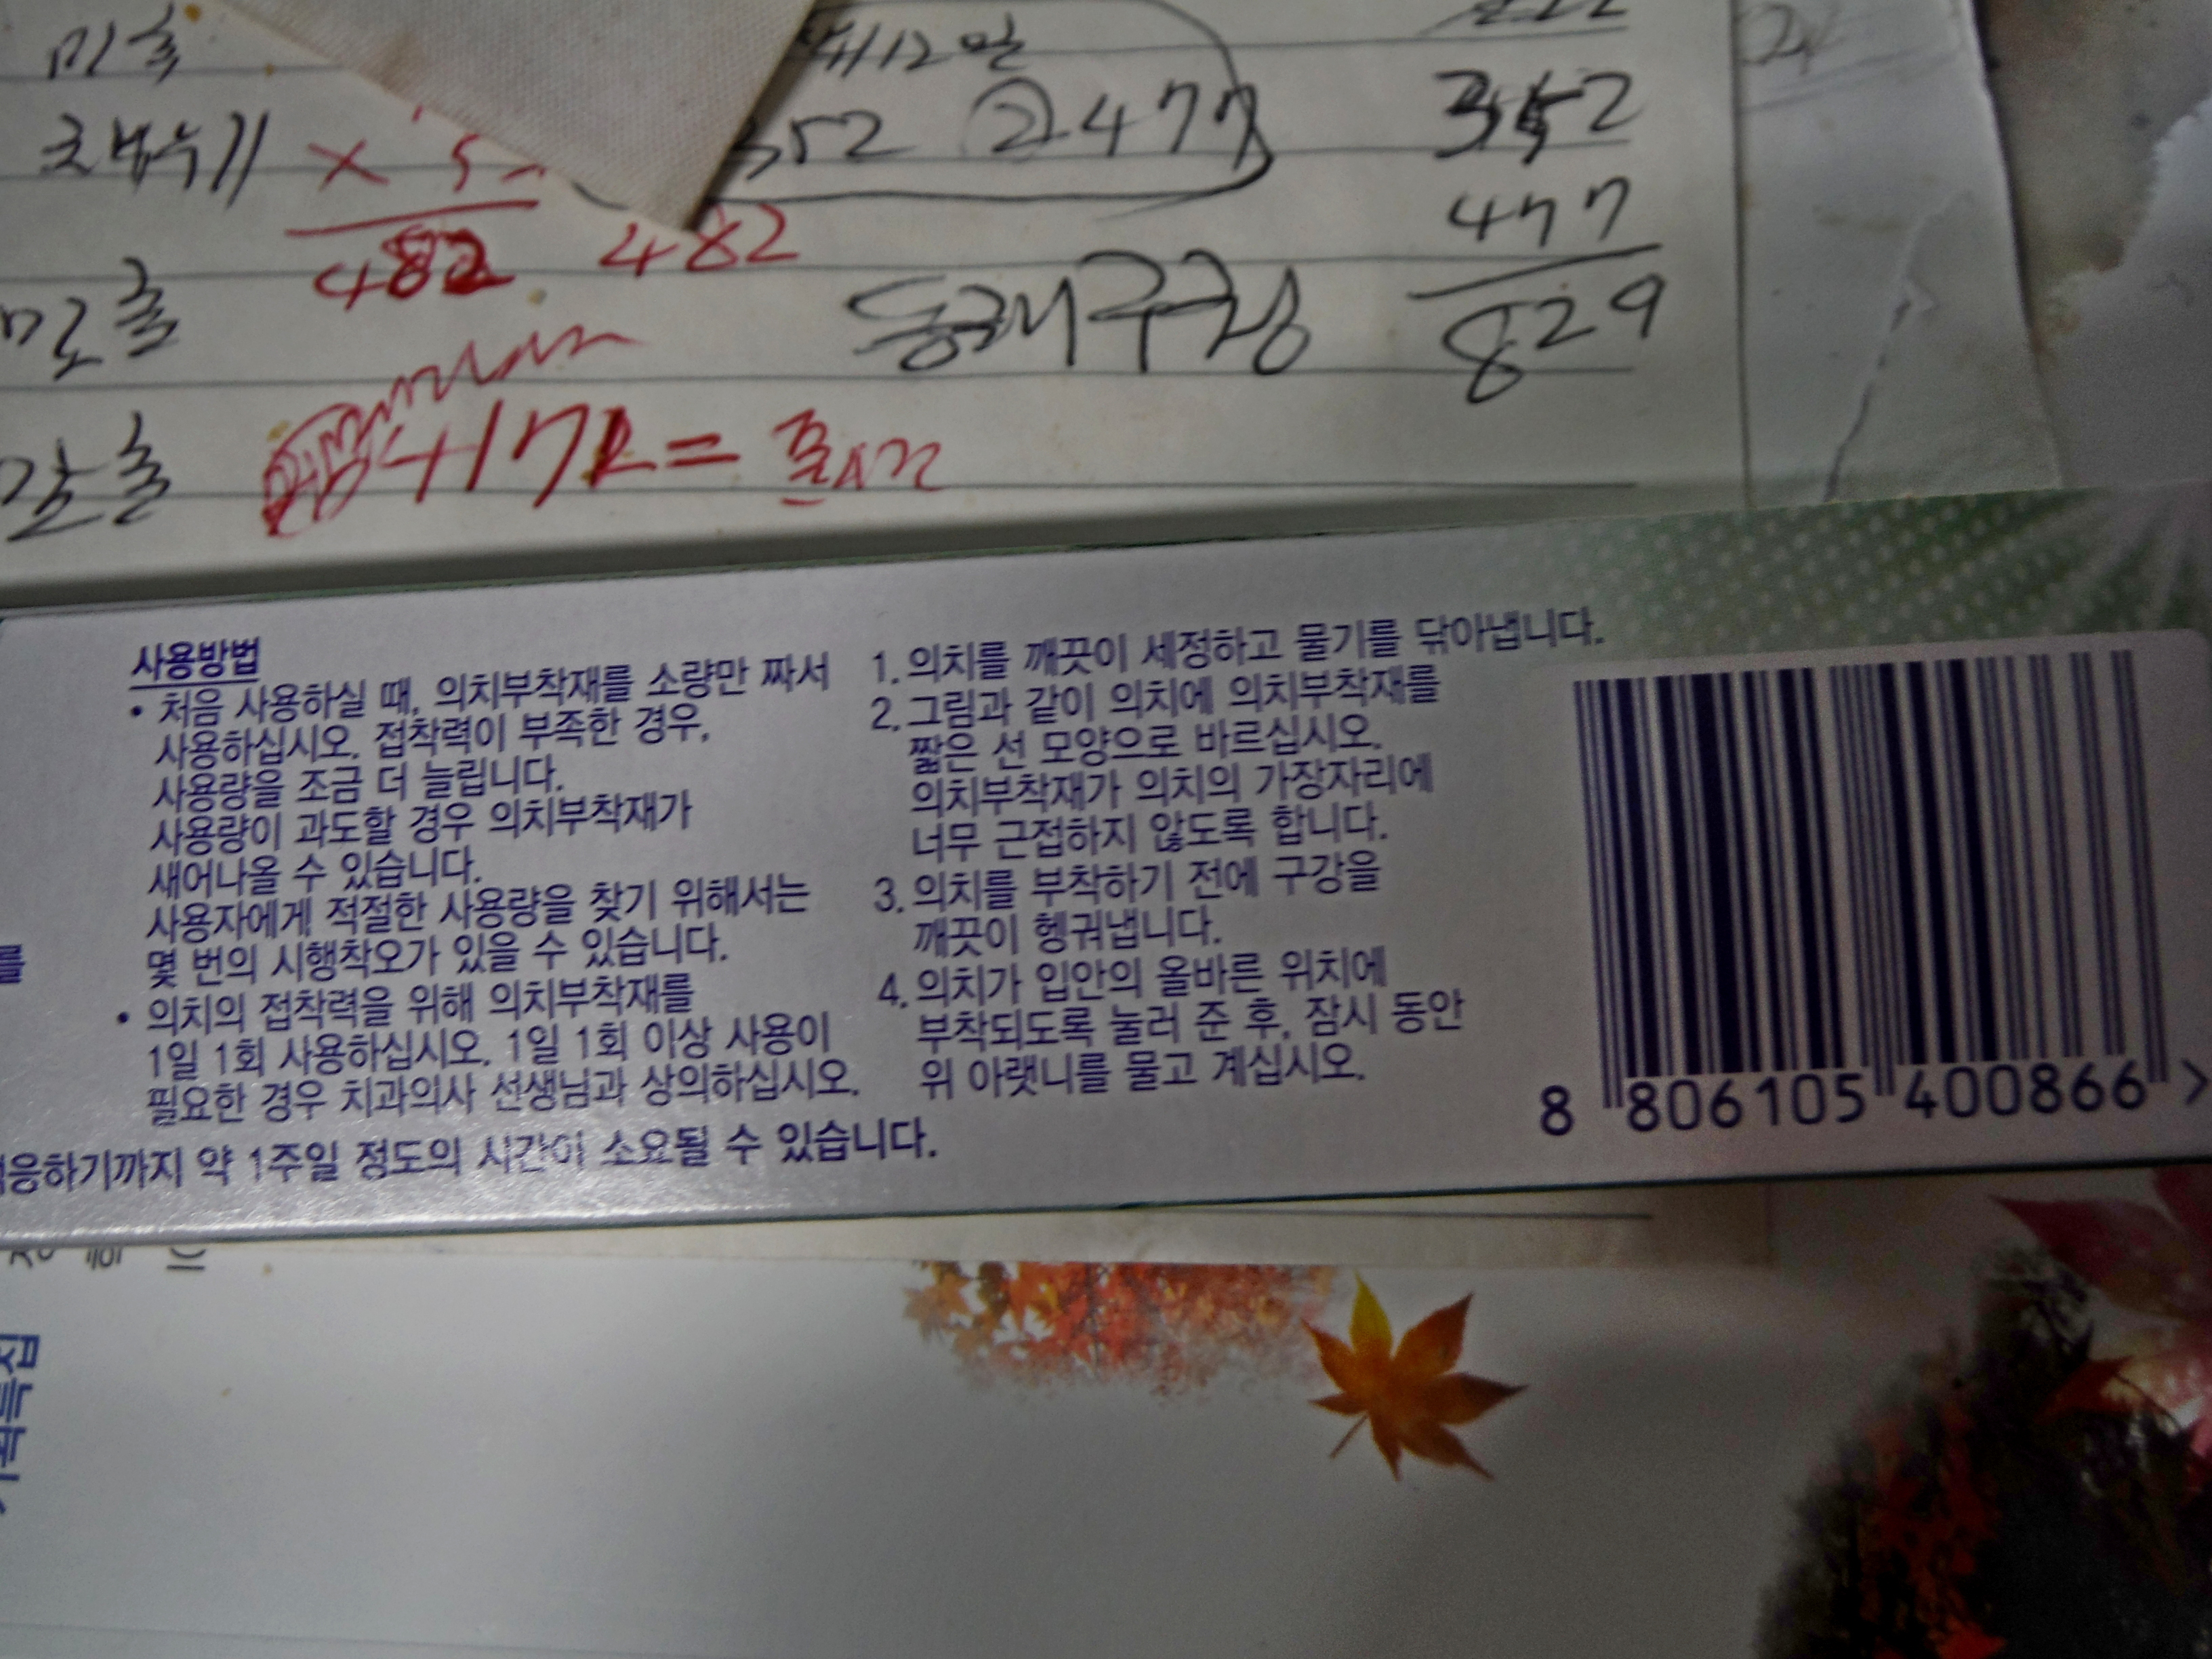 미축
352 ② 477
352
477
829
× 5
482 482
동래구청
+172=
사용방법
• 처음 사용하실 때, 의치부착재를 소량만 짜서
사용하십시오. 접착력이 부족한 경우,
사용량을 조금 더 늘립니다.
사용량이 과도할 경우 의치부착재가
새어나올 수 있습니다.
사용자에게 적절한 사용량을 찾기 위해서는
몇 번의 시행착오가 있을 수 있습니다.
• 의치의 접착력을 위해 의치부착재를
1일 1회 사용하십시오. 1일 1회 이상 사용이
필요한 경우 치과의사 선생님과 상의하십시오.
응하기까지 약 1주일 정도의 시간이 소요될 수 있습니다.
를
1. 의치를 깨끗이 세정하고 물기를 닦아냅니다.
2. 그림과 같이 의치에 의치부착재를
짧은 선 모양으로 바르십시오.
의치부착재가 의치의 가장자리에
너무 근접하지 않도록 합니다.
3. 의치를 부착하기 전에 구강을
깨끗이 헹궈냅니다.
4. 의치가 입안의 올바른 위치에
부착되도록 눌러 준 후, 잠시 동안
위 아랫니를 물고 계십시오.
8 806105 400866 >
획특집